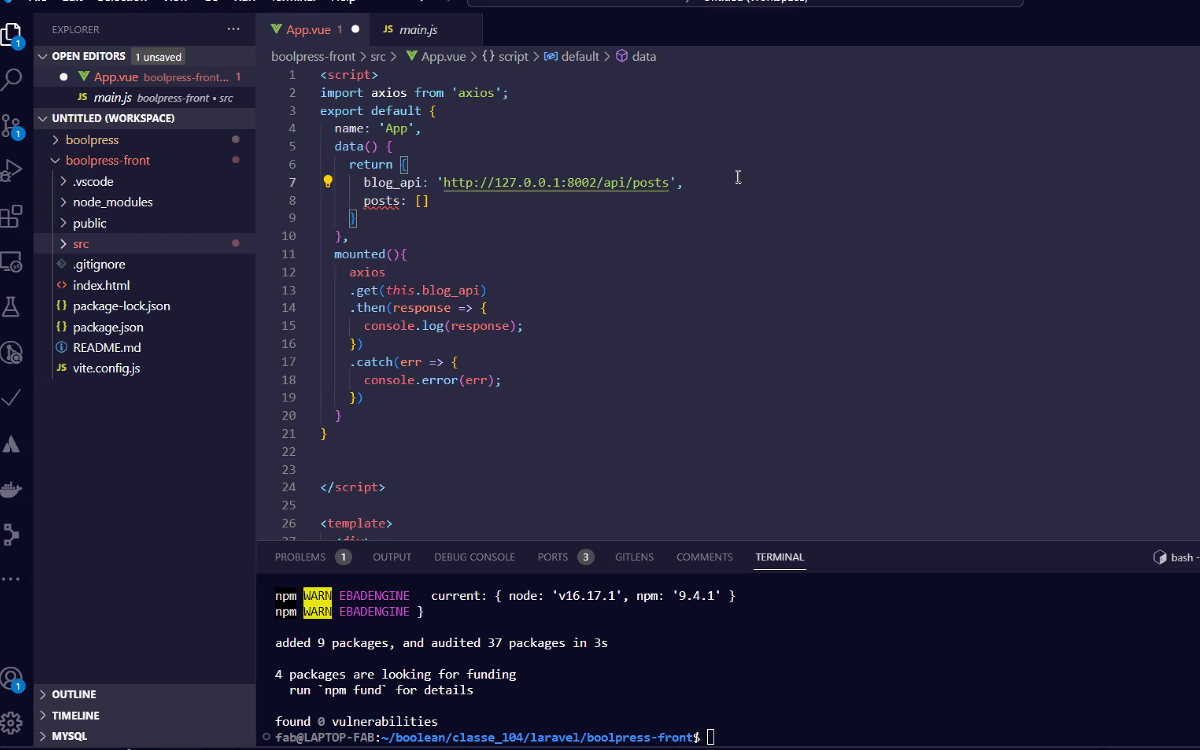 EXPLORER
App.vue 1
JS main.js
OPEN EDITORS 1 unsaved
App.vue boolpress-front... 1
JS main.js boolpress-front • src
UNTITLED (WORKSPACE)
boolpress
boolpress-front
.vscode
node_modules
public
src
.gitignore
index.html
package-lock.json
package.json
README.md
JS vite.config.js
OUTLINE
TIMELINE
MYSQL
boolpress-front > src > App.vue > {} script > default > data
1 <script>
2 import axios from 'axios';
3 export default {
4 name: 'App',
5 data() {
6 return {
7 blog_api: 'http://127.0.0.1:8002/api/posts',
8 posts: []
9 }
10 },
11 mounted(){
12 axios
13 .get(this.blog_api)
14 .then(response => {
15 console.log(response);
16 })
17 .catch(err => {
18 console.error(err);
19 })
20 }
21 }
22
23
24 </script>
25
26 <template>
PROBLEMS 1 OUTPUT DEBUG CONSOLE PORTS 3 GITLENS COMMENTS TERMINAL
bash
npm WARN EBADENGINE current: { node: 'v16.17.1', npm: '9.4.1' }
npm WARN EBADENGINE }
added 9 packages, and audited 37 packages in 3s
4 packages are looking for funding
run `npm fund` for details
found 0 vulnerabilities
fab@LAPTOP-FAB:~/boolean/classe_104/laravel/boolpress-front$